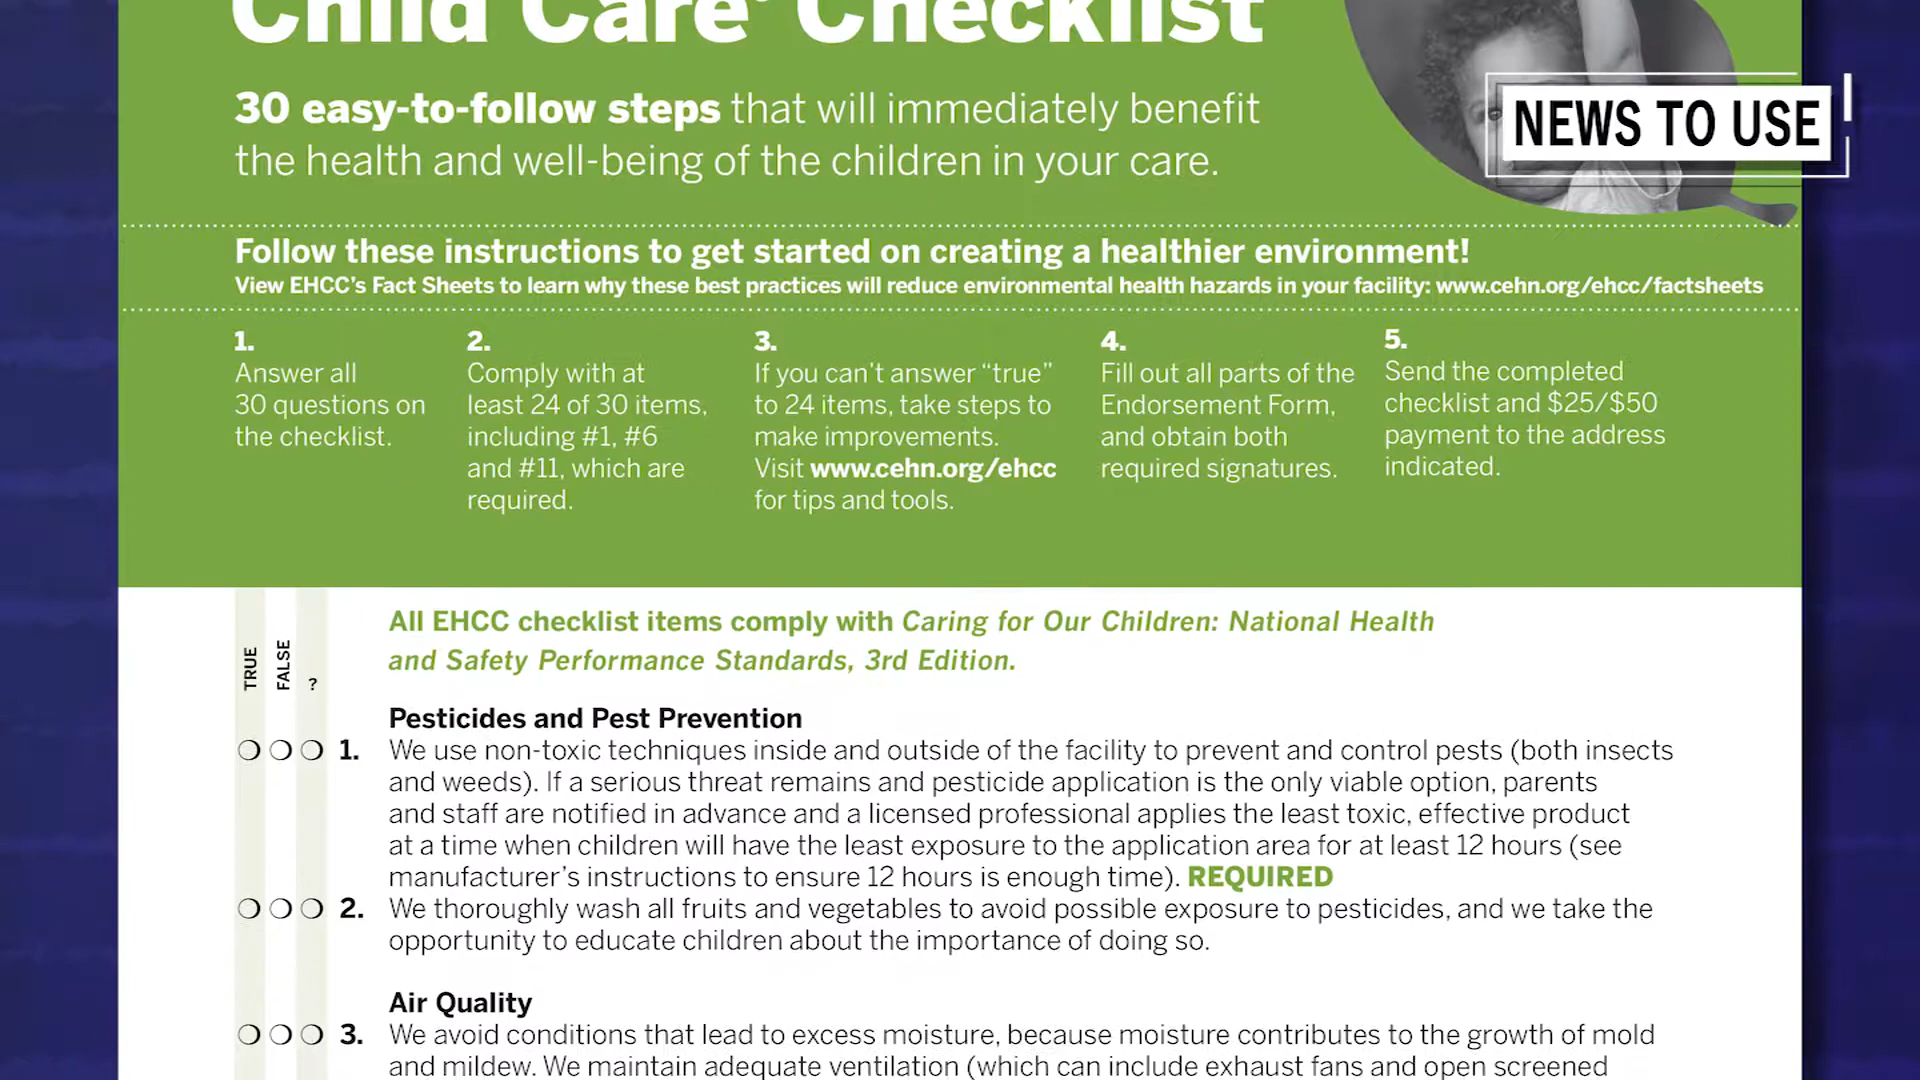 Child Care® Checklist
30 easy-to-follow steps that will immediately benefit
the health and well-being of the children in your care.
NEWS TO USE
Follow these instructions to get started on creating a healthier environment!
View EHCC's Fact Sheets to learn why these best practices will reduce environmental health hazards in your facility: www.cehn.org/ehcc/factsheets
1.
Answer all
30 questions on
the checklist.
2.
Comply with at
least 24 of 30 items,
including #1, #6
and #11, which are
required.
3.
If you can't answer “true”
to 24 items, take steps to
make improvements.
Visit www.cehn.org/ehcc
for tips and tools.
4.
Fill out all parts of the
Endorsement Form,
and obtain both
required signatures.
5.
Send the completed
checklist and $25/$50
payment to the address
indicated.
TRUE
FALSE
?
All EHCC checklist items comply with Caring for Our Children: National Health
and Safety Performance Standards, 3rd Edition.
Pesticides and Pest Prevention
1. We use non-toxic techniques inside and outside of the facility to prevent and control pests (both insects
and weeds). If a serious threat remains and pesticide application is the only viable option, parents
and staff are notified in advance and a licensed professional applies the least toxic, effective product
at a time when children will have the least exposure to the application area for at least 12 hours (see
manufacturer's instructions to ensure 12 hours is enough time). REQUIRED
2. We thoroughly wash all fruits and vegetables to avoid possible exposure to pesticides, and we take the
opportunity to educate children about the importance of doing so.
Air Quality
3. We avoid conditions that lead to excess moisture, because moisture contributes to the growth of mold
and mildew. We maintain adequate ventilation (which can include exhaust fans and open screened